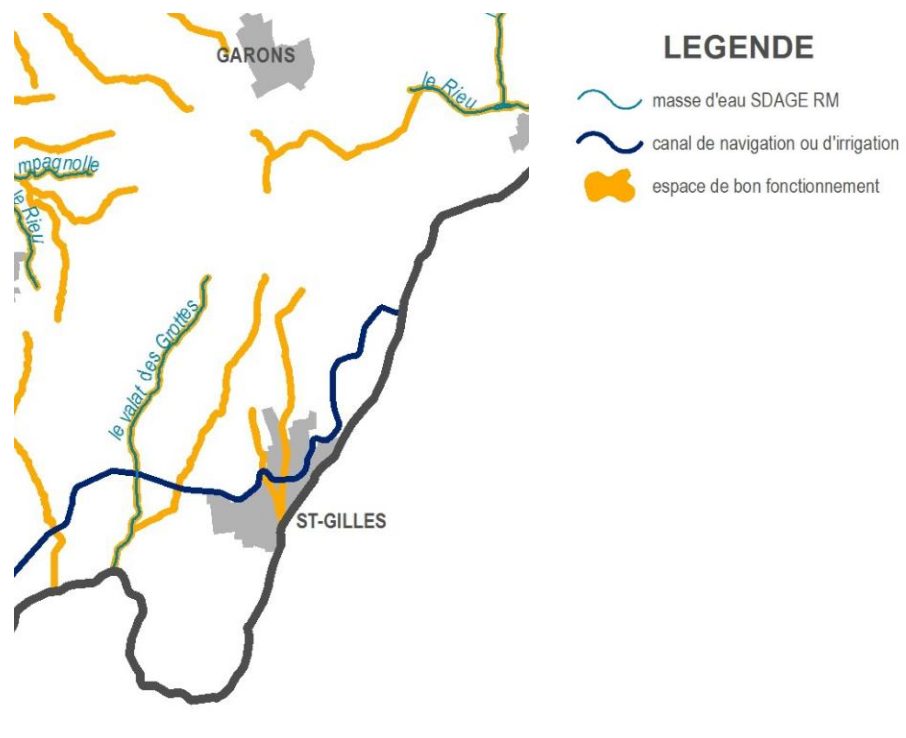 GARONS
le Rieu
mpagnolle
le Rieu
le valat des Grottes
ST-GILLES
LEGENDE
masse d'eau SDAGE RM
canal de navigation ou d'irrigation
espace de bon fonctionnement